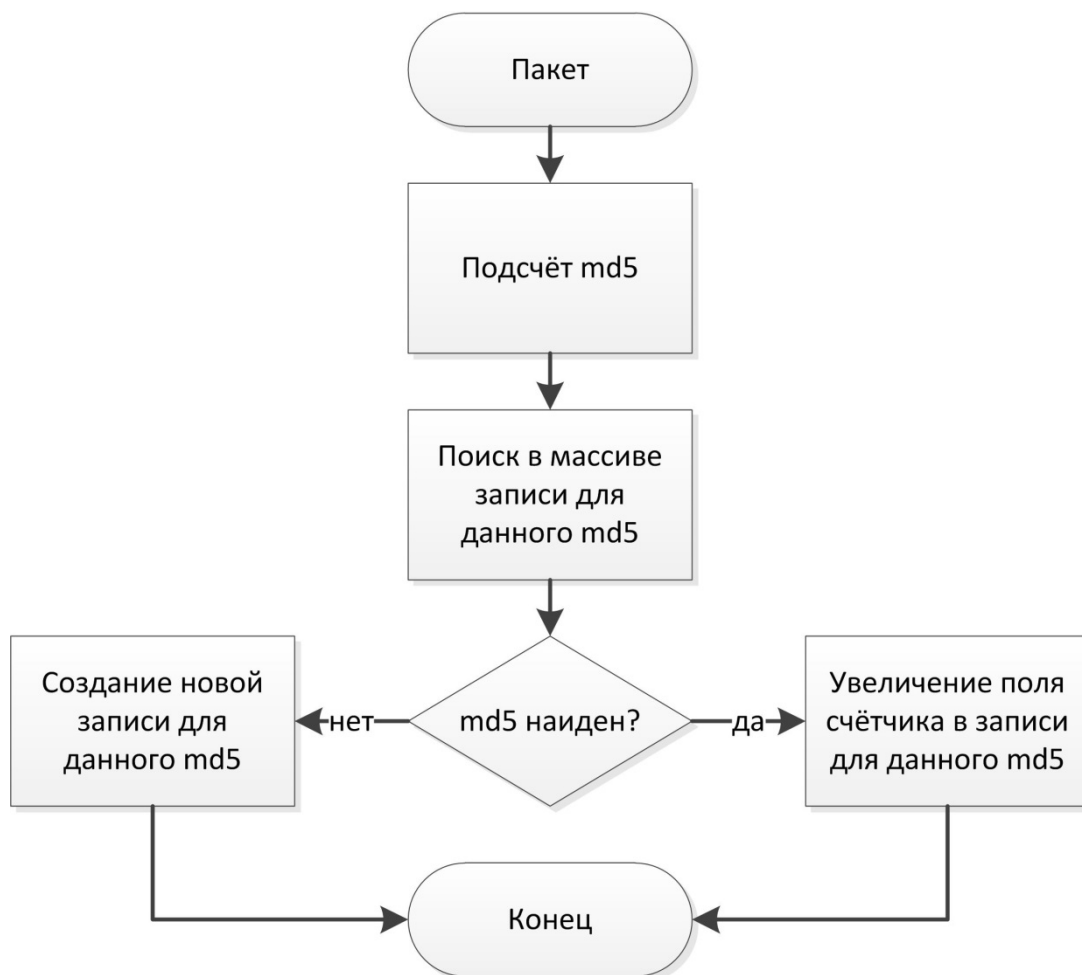 Пакет
Подсчёт md5
Поиск в массиве
записи для
данного md5
Создание новой
записи для
данного md5
нет
md5 наиден?
да
Увеличение поля
счётчика в записи
для данного md5
Конец